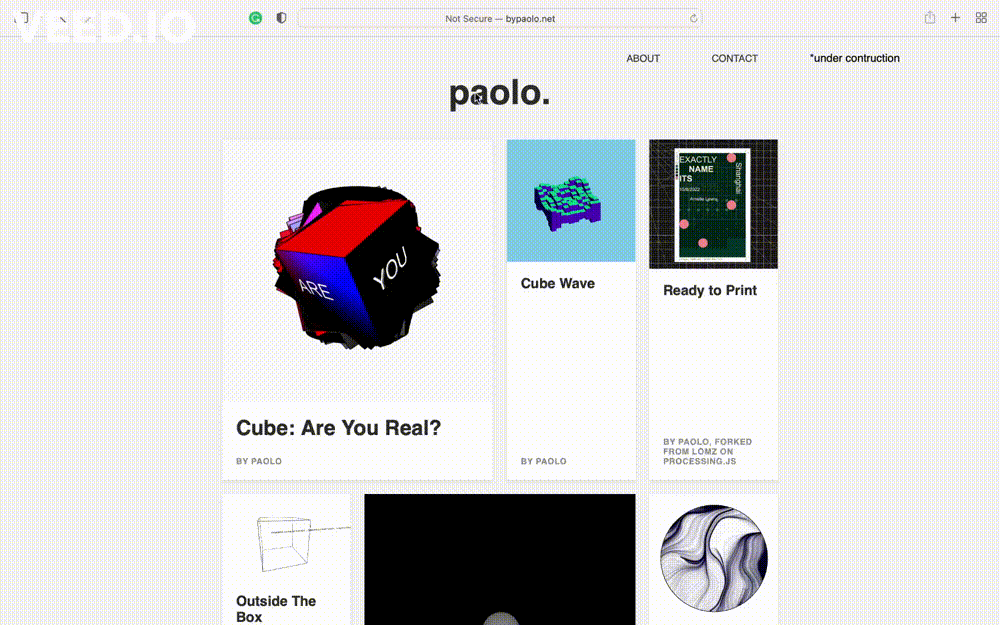 VEED.IO
Not Secure — bypaolo.net
ABOUT
CONTACT
*under contruction
paolo.
ARE
YOU
EXACTLY
NAME
ITS
Shanghai
Cube Wave
Ready to Print
Cube: Are You Real?
BY PAOLO
BY PAOLO
BY PAOLO, FORKED
FROM LOMZ ON
PROCESSING.JS
Outside The
Box